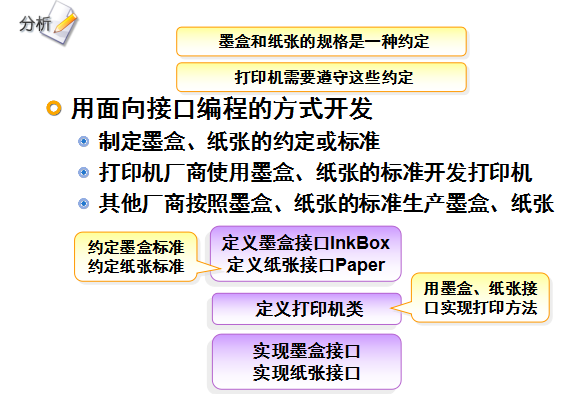 分析
墨盒和纸张的规格是一种约定
打印机需要遵守这些约定
用面向接口编程的方式开发
制定墨盒、纸张的约定或标准
打印机厂商使用墨盒、纸张的标准开发打印机
其他厂商按照墨盒、纸张的标准生产墨盒、纸张
约定墨盒标准
约定纸张标准
定义墨盒接口InkBox
定义纸张接口Paper
用墨盒、纸张接
口实现打印方法
定义打印机类
实现墨盒接口
实现纸张接口